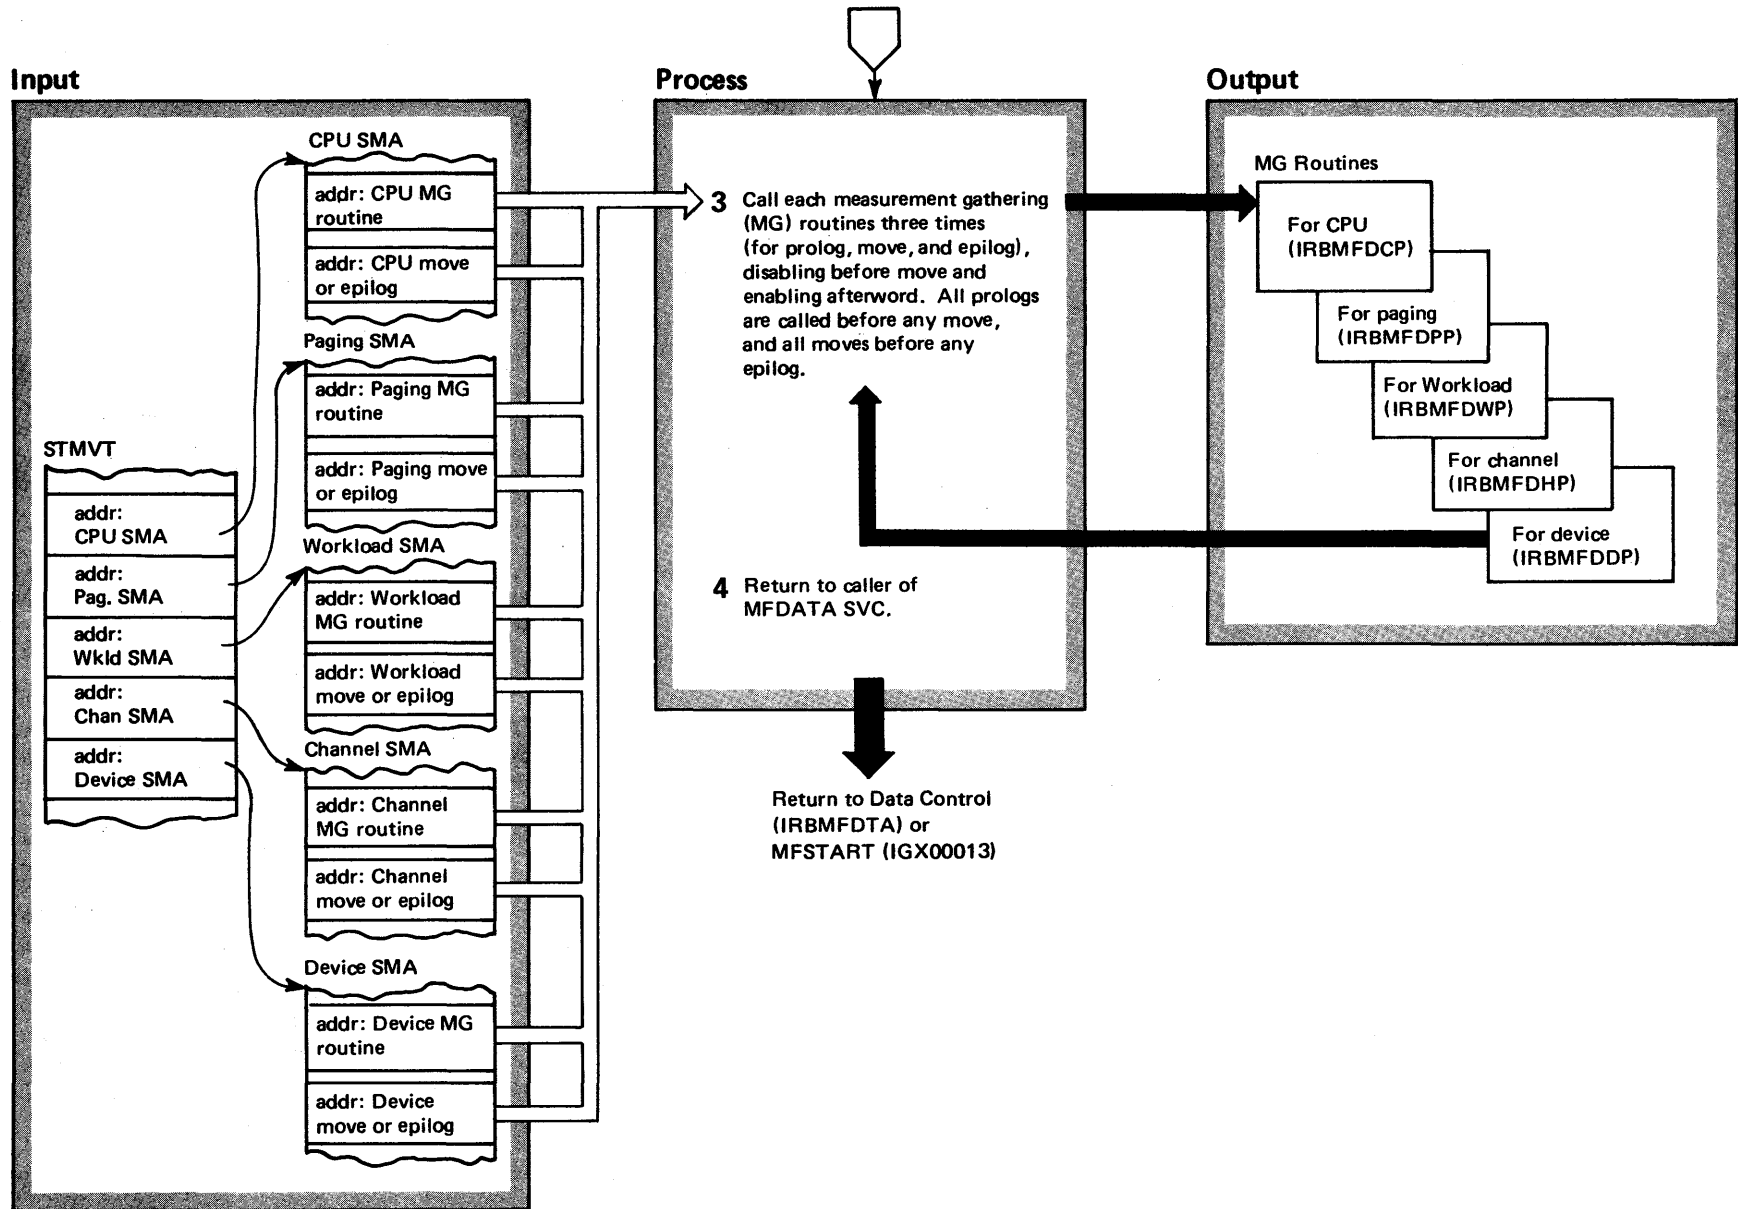 Input
STMVT
addr:
CPU SMA
addr:
Pag. SMA
addr:
Wkld SMA
addr:
Chan SMA
addr:
Device SMA
CPU SMA
addr: CPU MG
routine
addr: CPU move
or epilog
Paging SMA
addr: Paging MG
routine
addr: Paging move
or epilog
Workload SMA
addr: Workload
MG routine
addr: Workload
move or epilog
Channel SMA
addr: Channel
MG routine
addr: Channel
move or epilog
Device SMA
addr: Device MG
routine
addr: Device
move or epilog
Process
3 Call each measurement gathering
(MG) routines three times
(for prolog, move, and epilog),
disabling before move and
enabling afterword. All prologs
are called before any move,
and all moves before any
epilog.
4 Return to caller of
MFDATA SVC.
Return to Data Control
(IRBMFDTA) or
MFSTART (IGX00013)
Output
MG Routines
For CPU
(IRBMFDCP)
For paging
(IRBMFDPP)
For Workload
(IRBMFDWP)
For channel
(IRBMFDHP)
For device
(IRBMFDDP)